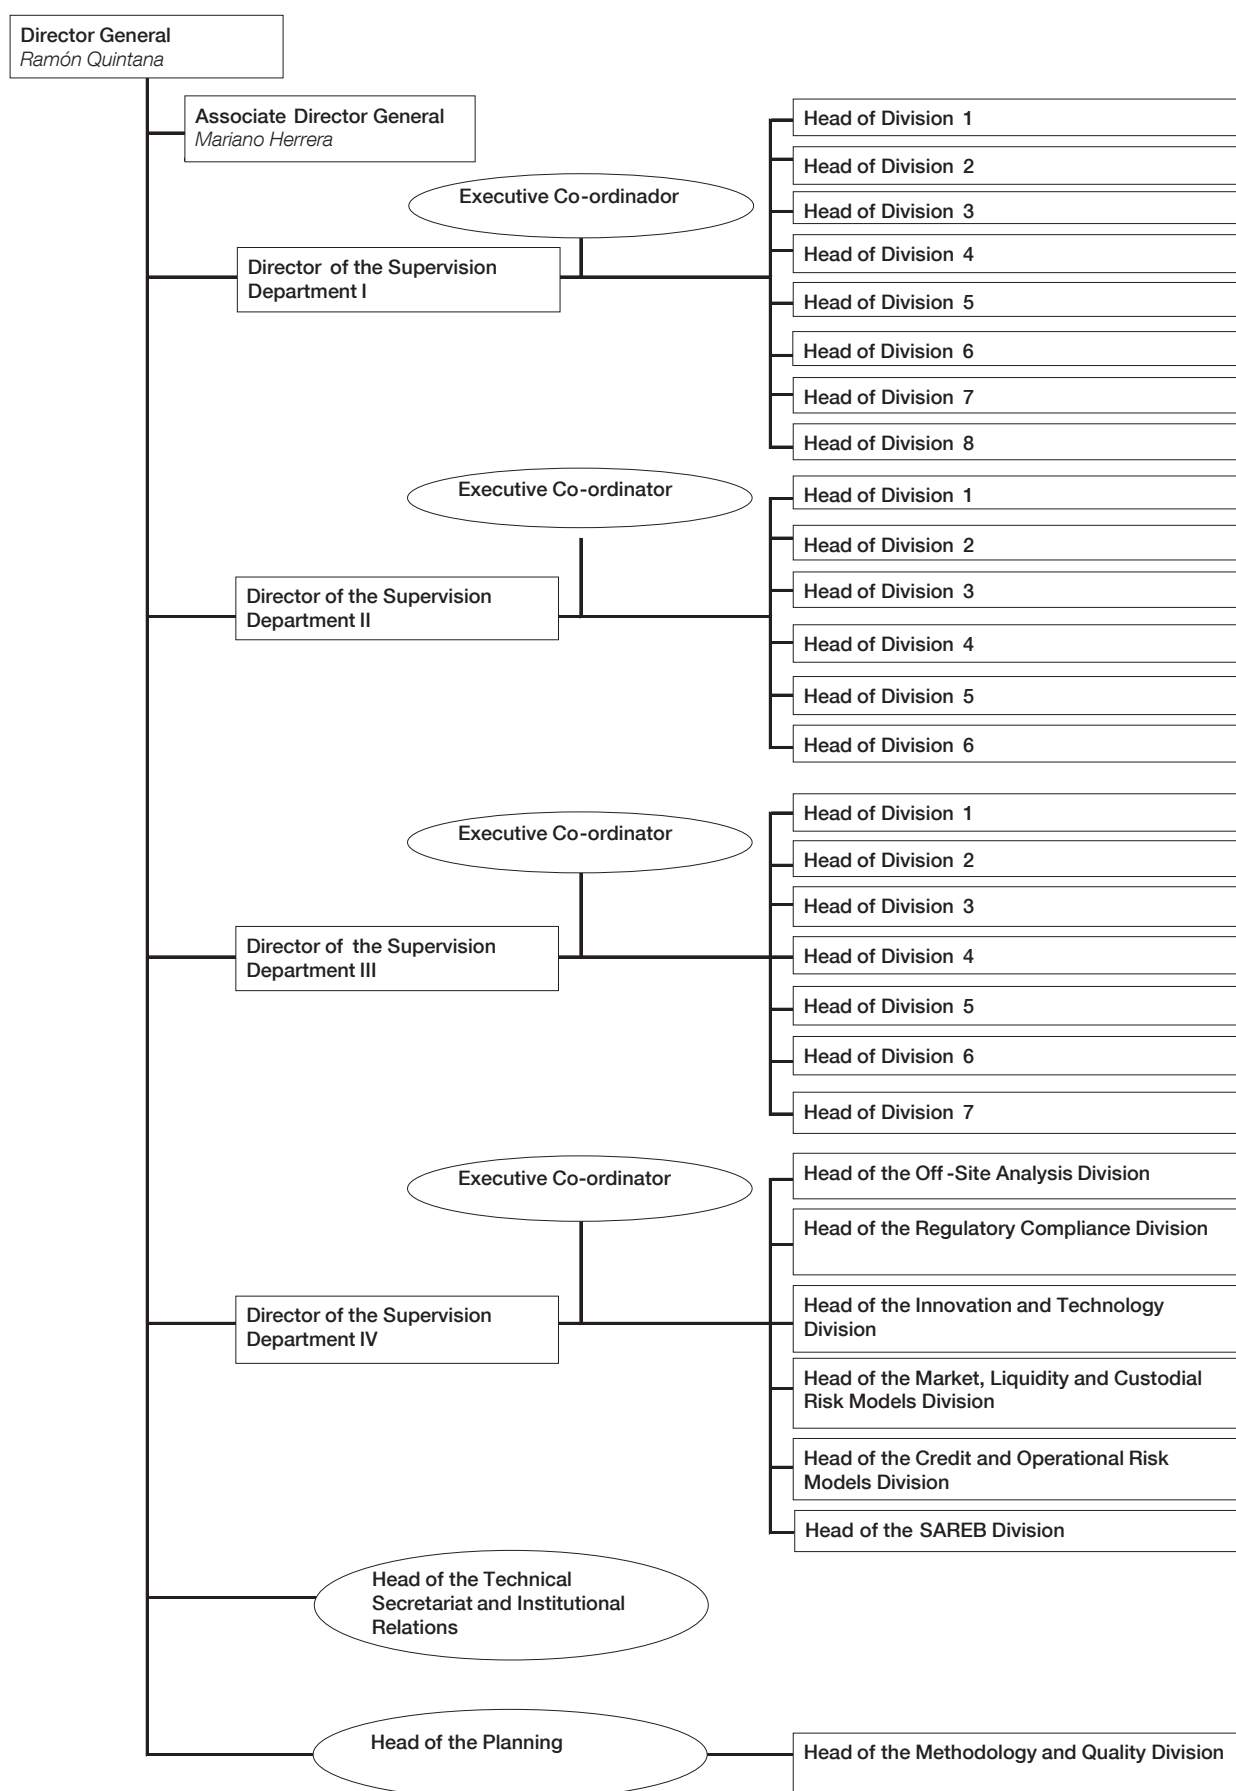 Director General
Ramón Quintana
Associate Director General
Mariano Herrera
Executive Co-ordinador
Director of the Supervision
Department I
Head of Division 1
Head of Division 2
Head of Division 3
Head of Division 4
Head of Division 5
Head of Division 6
Head of Division 7
Head of Division 8
Executive Co-ordinator
Director of the Supervision
Department II
Head of Division 1
Head of Division 2
Head of Division 3
Head of Division 4
Head of Division 5
Head of Division 6
Executive Co-ordinator
Director of the Supervision
Department III
Head of Division 1
Head of Division 2
Head of Division 3
Head of Division 4
Head of Division 5
Head of Division 6
Head of Division 7
Executive Co-ordinator
Director of the Supervision
Department IV
Head of the Off-Site Analysis Division
Head of the Regulatory Compliance Division
Head of the Innovation and Technology
Division
Head of the Market, Liquidity and Custodial
Risk Models Division
Head of the Credit and Operational Risk
Models Division
Head of the SAREB Division
Head of the Technical
Secretariat and Institutional
Relations
Head of the Planning
Head of the Methodology and Quality Division